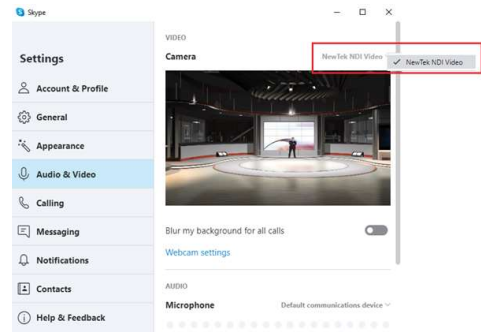 Skype
VIDEO
Settings
Camera
NewTek NDI Video
NewTek NDI Video
Account & Profile
General
Appearance
Audio & Video
Calling
Messaging
Notifications
Contacts
Help & Feedback
Blur my background for all calls
Webcam settings
AUDIO
Microphone
Default communications device